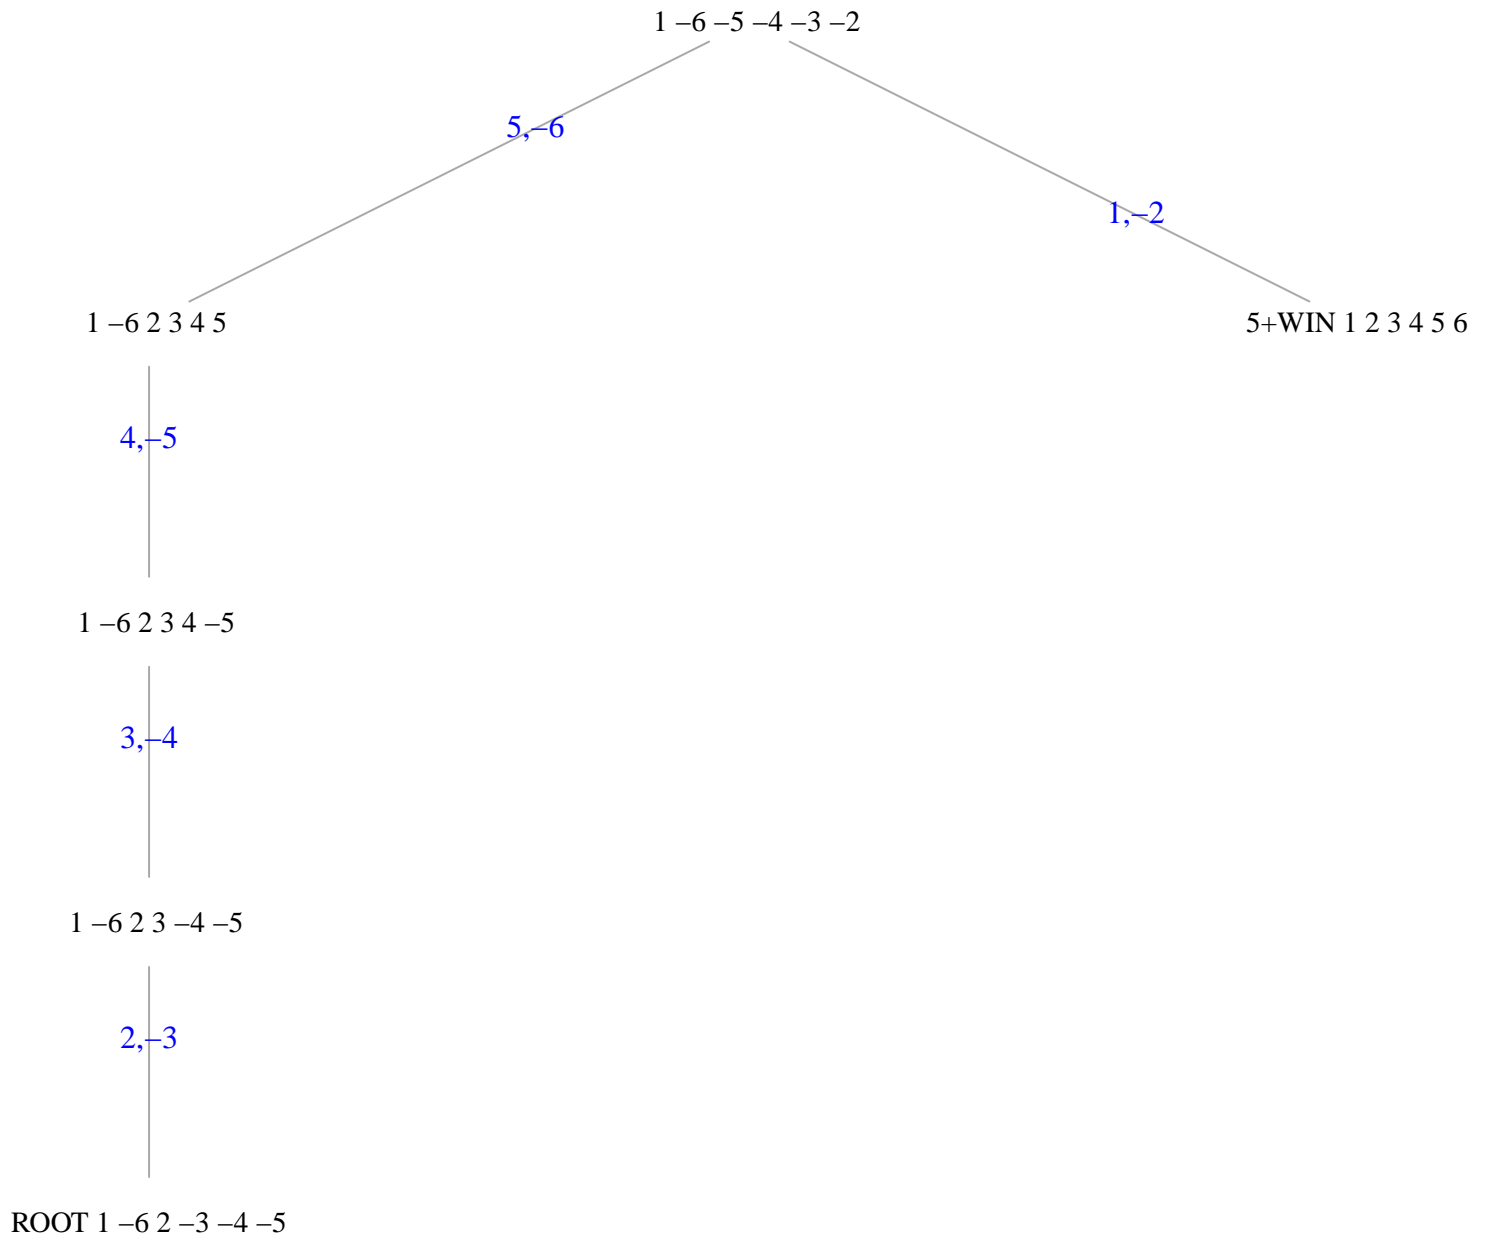 1 –6 –5 –4 –3 –2
5,–6
1,–2
1 –6 2 3 4 5
5+WIN 1 2 3 4 5 6
4,–5
1 –6 2 3 4 –5
3,–4
1 –6 2 3 –4 –5
2,–3
ROOT 1 –6 2 –3 –4 –5